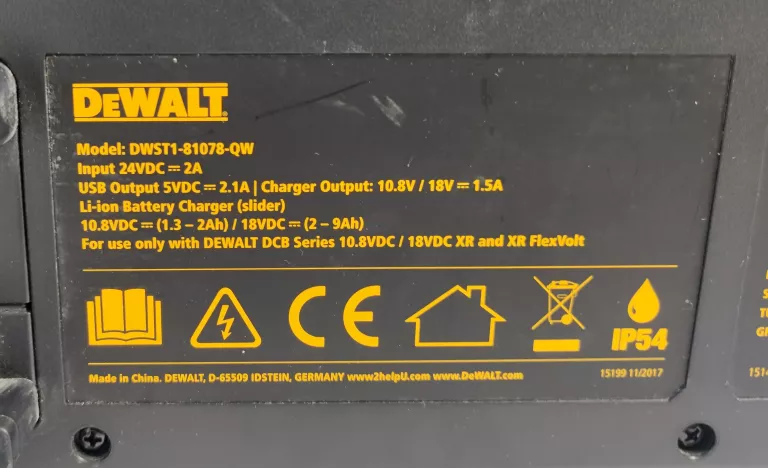 DEWALT
Model: DWST1-81078-QW
Input 24VDC ⎓ 2A
USB Output 5VDC ⎓ 2.1A | Charger Output: 10.8V / 18V ⎓ 1.5A
Li-ion Battery Charger (slider)
10.8VDC ⎓ (1.3 – 2Ah) / 18VDC ⎓ (2 – 9Ah)
For use only with DEWALT DCB Series 10.8VDC / 18VDC XR and XR FlexVolt
CE
IP54
Made in China. DEWALT, D-65509 IDSTEIN, GERMANY www.2helpU.com www.DeWALT.com
15199 11/2017